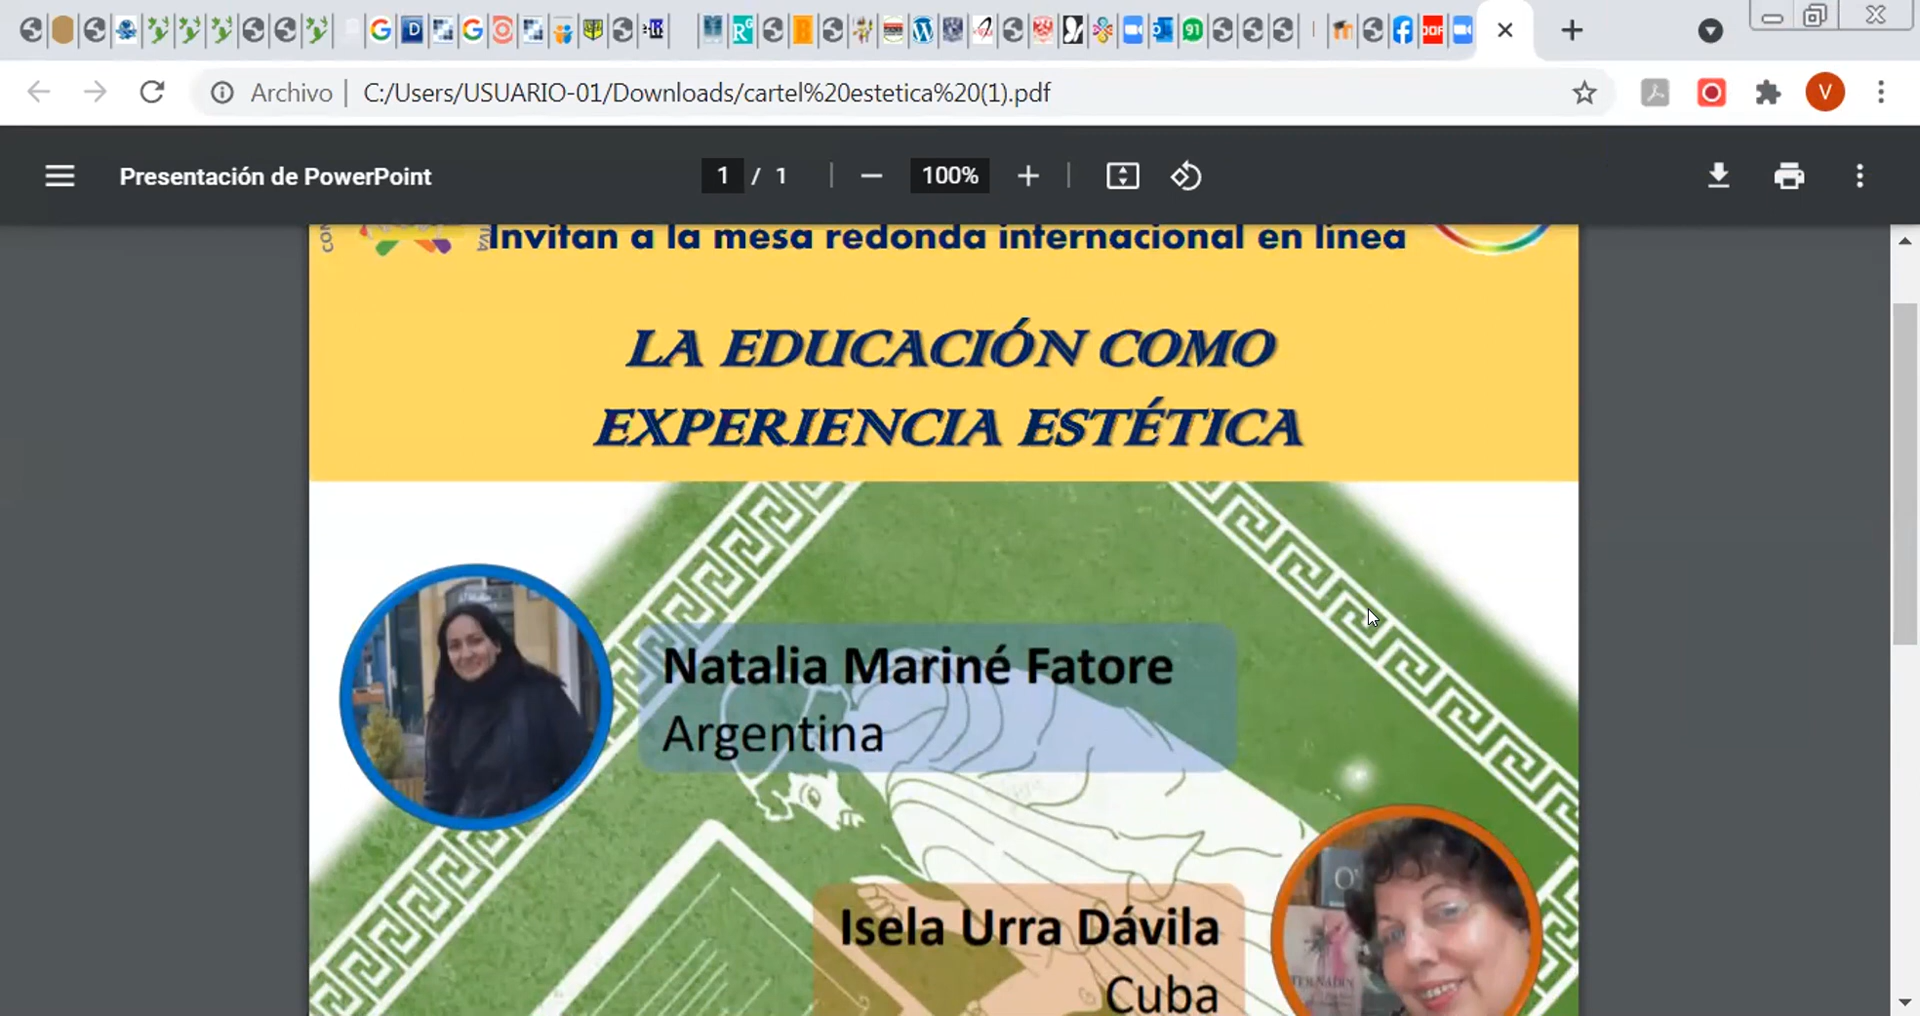 Archivo | C:/Users/USUARIO-01/Downloads/cartel%20estetica%20(1).pdf
V
Presentación de PowerPoint
1 / 1
100%
Invitan a la mesa redonda internacional en línea
LA EDUCACIÓN COMO
EXPERIENCIA ESTÉTICA
Natalia Mariné Fatore
Argentina
Isela Urra Dávila
Cuba